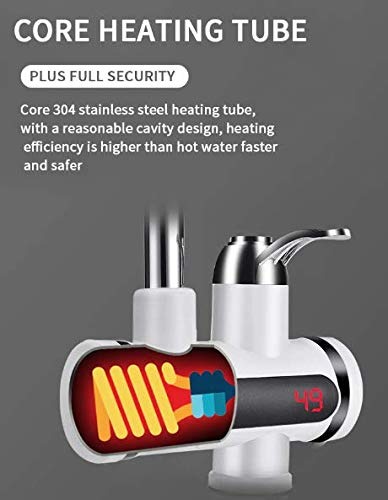 CORE HEATING TUBE
PLUS FULL SECURITY
Core 304 stainless steel heating tube,
with a reasonable cavity design, heating
efficiency is higher than hot water faster
and safer
49